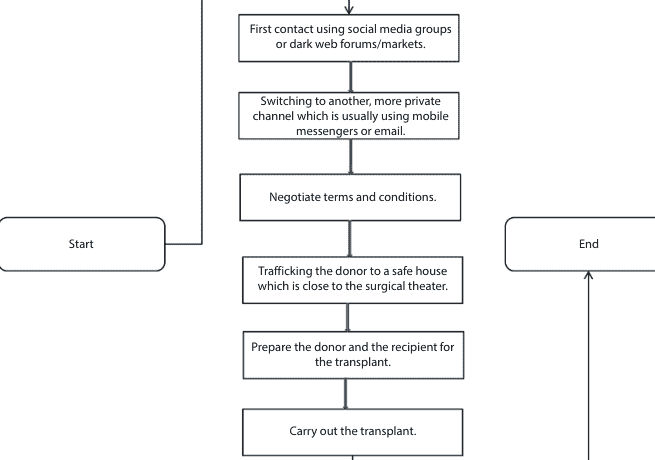 First contact using social media groups
or dark web forums/markets.
Switching to another, more private
channel which is usually using mobile
messengers or email.
Negotiate terms and conditions.
Start
End
Trafficking the donor to a safe house
which is close to the surgical theater.
Prepare the donor and the recipient for
the transplant.
Carry out the transplant.